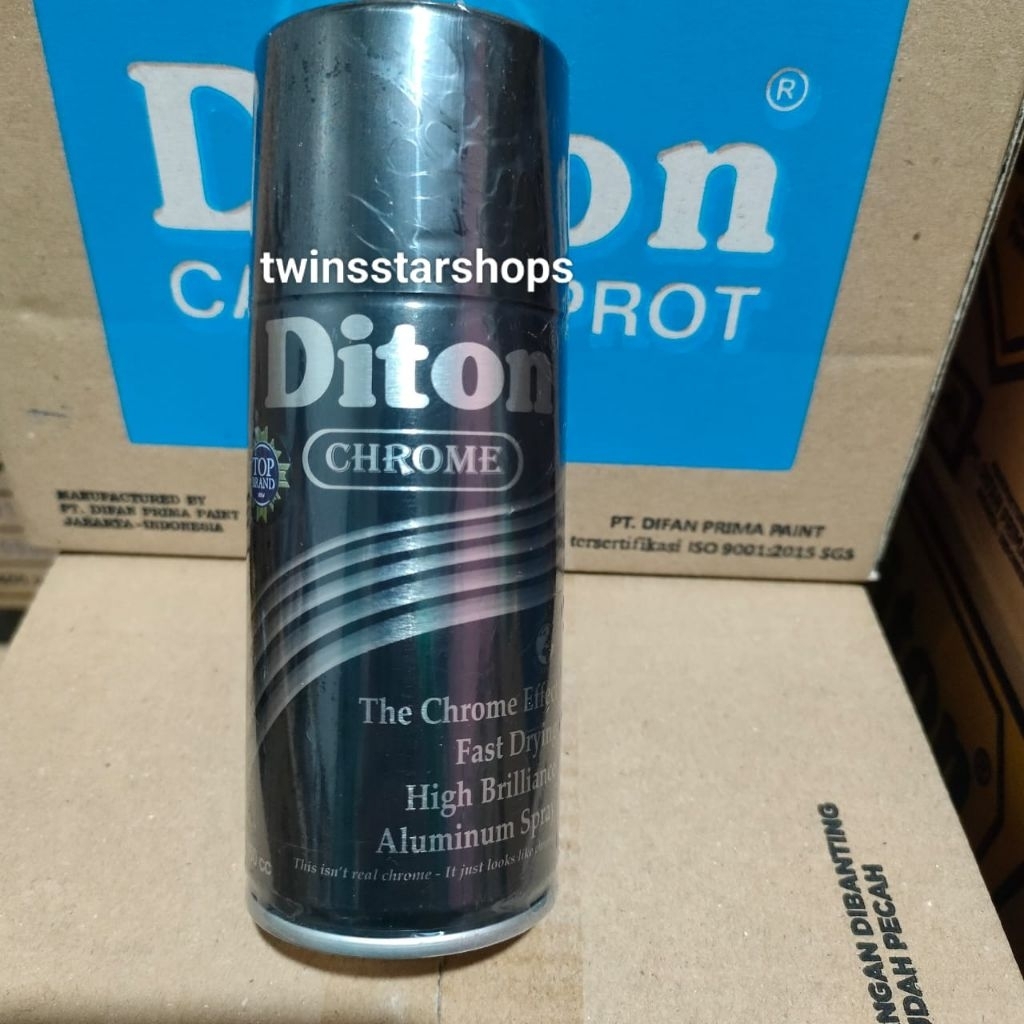 D on ®
CA PROT
twinsstarshops
Diton
CHROME
TOP
BRAND
MANUFACTURED BY
PT. DIFAN PRIMA PAINT
JAKARTA - INDONESIA
PT. DIFAN PRIMA PAINT
tersertifikasi ISO 9001:2015 SGS
The Chrome Effec
Fast Dryin
High Brilliance
Aluminum Spra
CC
This isn't real chrome - It just looks like
NGAN DIBANTING
UDAH PECAH